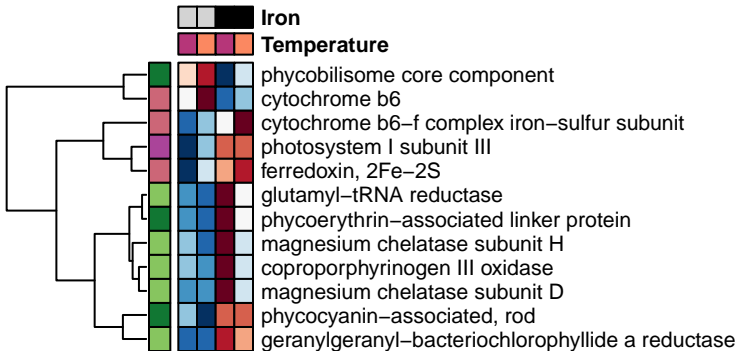 Iron
Temperature
phycobilisome core component
cytochrome b6
cytochrome b6−f complex iron−sulfur subunit
photosystem I subunit III
ferredoxin, 2Fe−2S
glutamyl−tRNA reductase
phycoerythrin−associated linker protein
magnesium chelatase subunit H
coproporphyrinogen III oxidase
magnesium chelatase subunit D
phycocyanin−associated, rod
geranylgeranyl−bacteriochlorophyllide a reductase